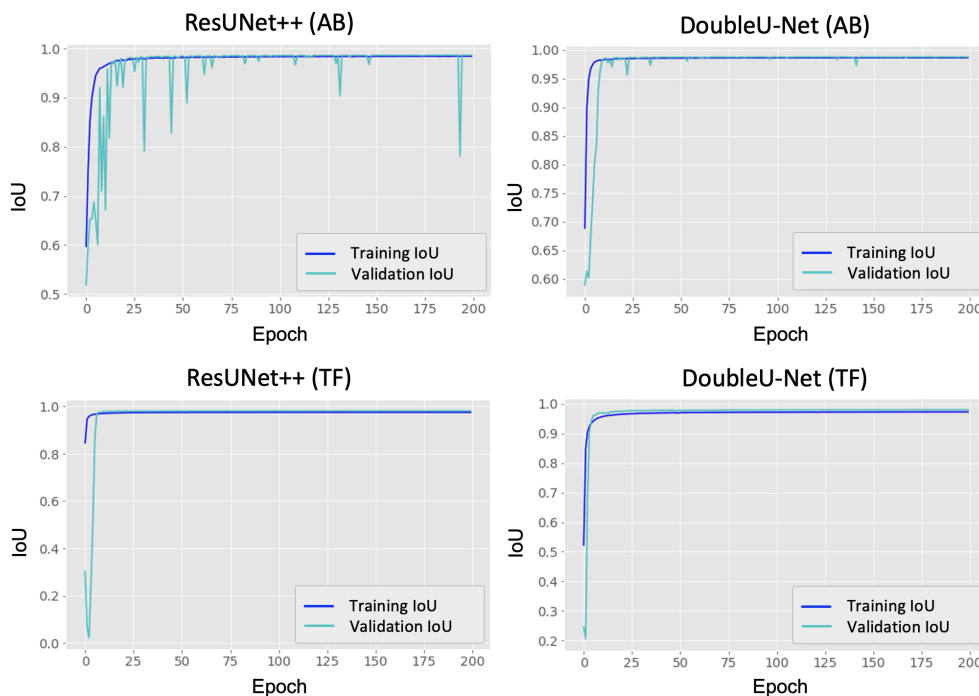 ResUNet++ (AB)
1.0
0.9
0.8
0.7
0.6
0.5
IoU
0 25 50 75 100 125 150 175 200
Epoch
Training IoU
Validation IoU
DoubleU-Net (AB)
1.00
0.95
0.90
0.85
0.80
0.75
0.70
0.65
0.60
IoU
0 25 50 75 100 125 150 175 200
Epoch
Training IoU
Validation IoU
ResUNet++ (TF)
1.0
0.8
0.6
0.4
0.2
0.0
IoU
0 25 50 75 100 125 150 175 200
Epoch
Training IoU
Validation IoU
DoubleU-Net (TF)
1.0
0.9
0.8
0.7
0.6
0.5
0.4
0.3
0.2
IoU
0 25 50 75 100 125 150 175 200
Epoch
Training IoU
Validation IoU